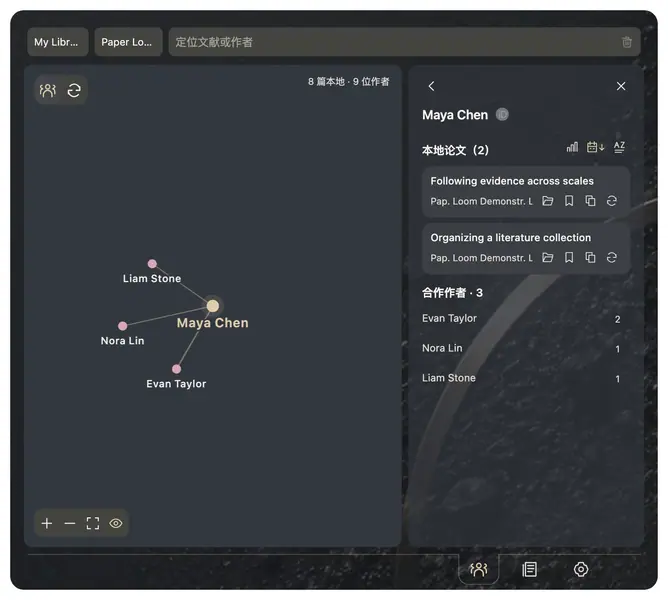 My Libr...
Paper Lo...
定位文献或作者
8 篇本地 · 9 位作者
Liam Stone
Maya Chen
Nora Lin
Evan Taylor
Maya Chen
iD
本地论文（2）
AZ
Following evidence across scales
Pap. Loom Demonstr. L
Organizing a literature collection
Pap. Loom Demonstr. L
合作作者 · 3
Evan Taylor 2
Nora Lin 1
Liam Stone 1